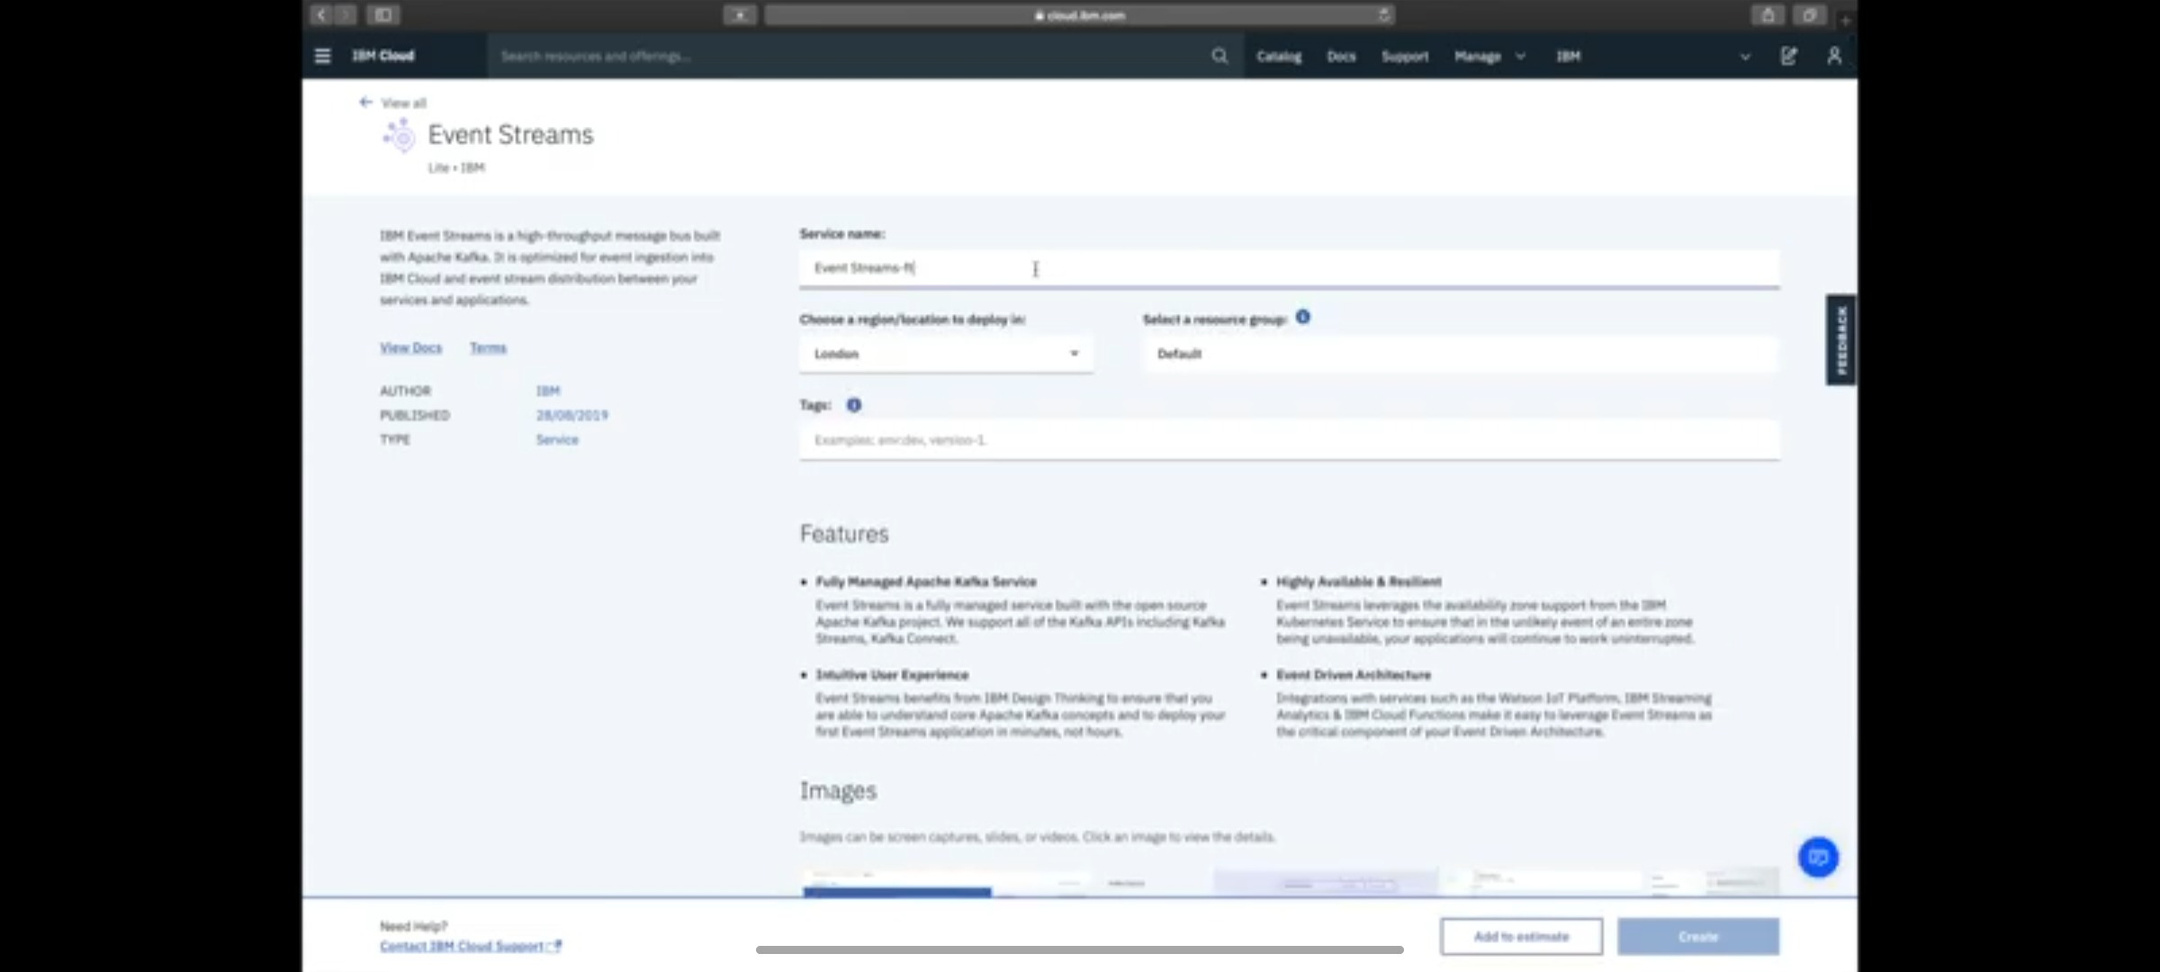 cloud.ibm.com
IBM Cloud
Search resources and offerings...
Catalog
Docs
Support
Manage
IBM
View all
Event Streams
Lite • IBM
IBM Event Streams is a high-throughput message bus built
with Apache Kafka. It is optimized for event ingestion into
IBM Cloud and event stream distribution between your
services and applications.
View Docs
Terms
AUTHOR IBM
PUBLISHED 28/08/2019
TYPE Service
Service name:
Event Streams-ft
Choose a region/location to deploy in:
London
Select a resource group:
Default
Tags:
Examples: env:dev, version-1
FEEDBACK
Features
• Fully Managed Apache Kafka Service
Event Streams is a fully managed service built with the open source
Apache Kafka project. We support all of the Kafka APIs including Kafka
Streams, Kafka Connect.
• Highly Available & Resilient
Event Streams leverages the availability zone support from the IBM
Kubernetes Service to ensure that in the unlikely event of an entire zone
being unavailable, your applications will continue to work uninterrupted.
• Intuitive User Experience
Event Streams benefits from IBM Design Thinking to ensure that you
are able to understand core Apache Kafka concepts and to deploy your
first Event Streams application in minutes, not hours.
• Event Driven Architecture
Integrations with services such as the Watson IoT Platform, IBM Streaming
Analytics & IBM Cloud Functions make it easy to leverage Event Streams as
the critical component of your Event Driven Architecture.
Images
Images can be screen captures, slides, or videos. Click an image to view the details.
Need Help?
Contact IBM Cloud Support
Add to estimate
Create